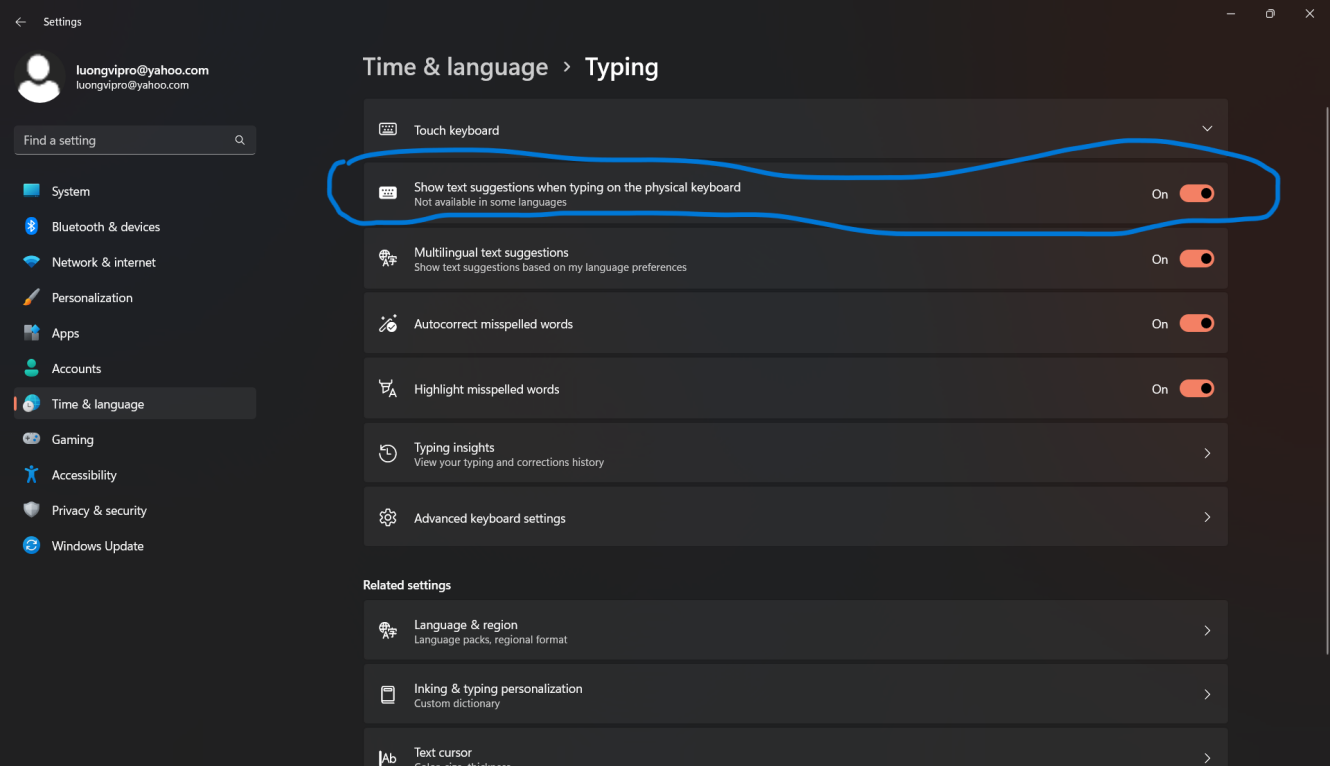 Settings
luongvipro@yahoo.com
luongvipro@yahoo.com
Find a setting
System
Bluetooth & devices
Network & internet
Personalization
Apps
Accounts
Time & language
Gaming
Accessibility
Privacy & security
Windows Update
Time & language > Typing
Touch keyboard
Show text suggestions when typing on the physical keyboard
Not available in some languages
On
Multilingual text suggestions
Show text suggestions based on my language preferences
On
Autocorrect misspelled words
On
Highlight misspelled words
On
Typing insights
View your typing and corrections history
Advanced keyboard settings
Related settings
Language & region
Language packs, regional format
Inking & typing personalization
Custom dictionary
Text cursor
Color, size, thickness